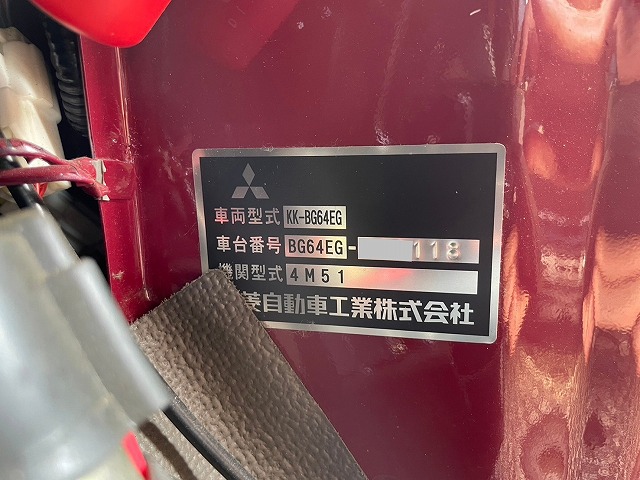 車両型式 KK-BG64EG
車台番号 BG64EG- 118
機関型式 4M51
菱自動車工業株式会社